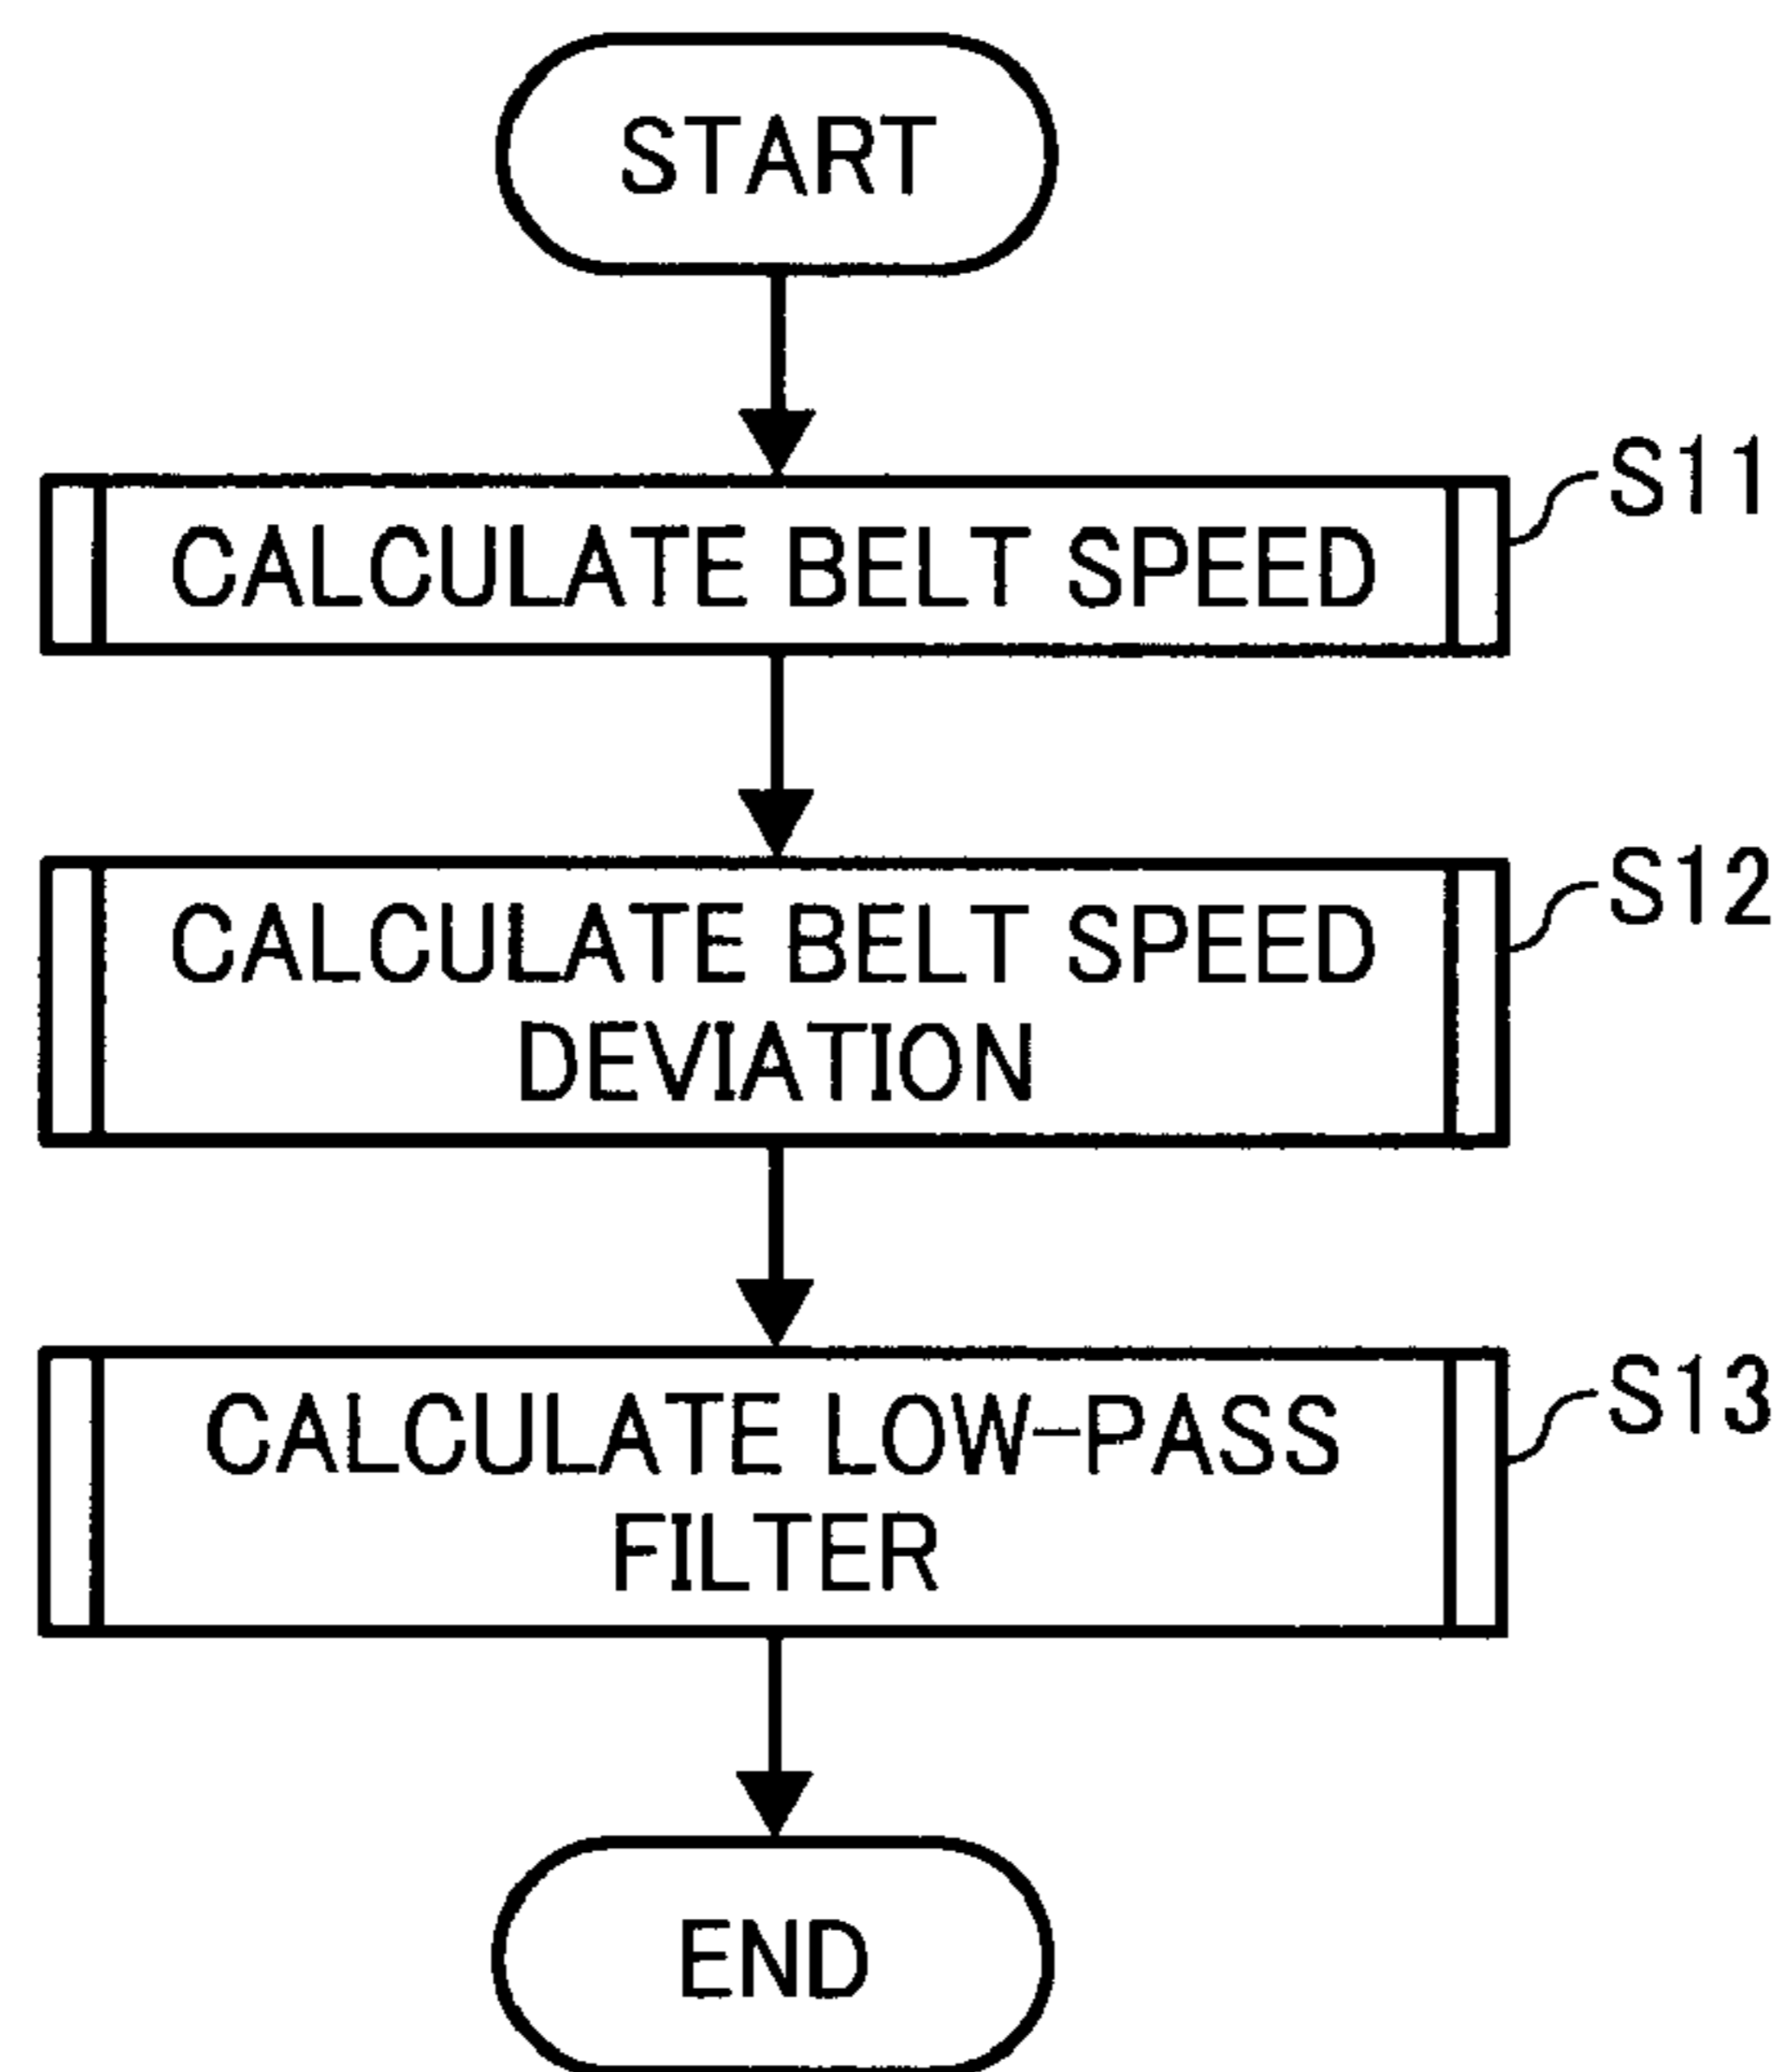 START
S11
CALCULATE BELT SPEED
S12
CALCULATE BELT SPEED
DEVIATION
S13
CALCULATE LOW-PASS
FILTER
END